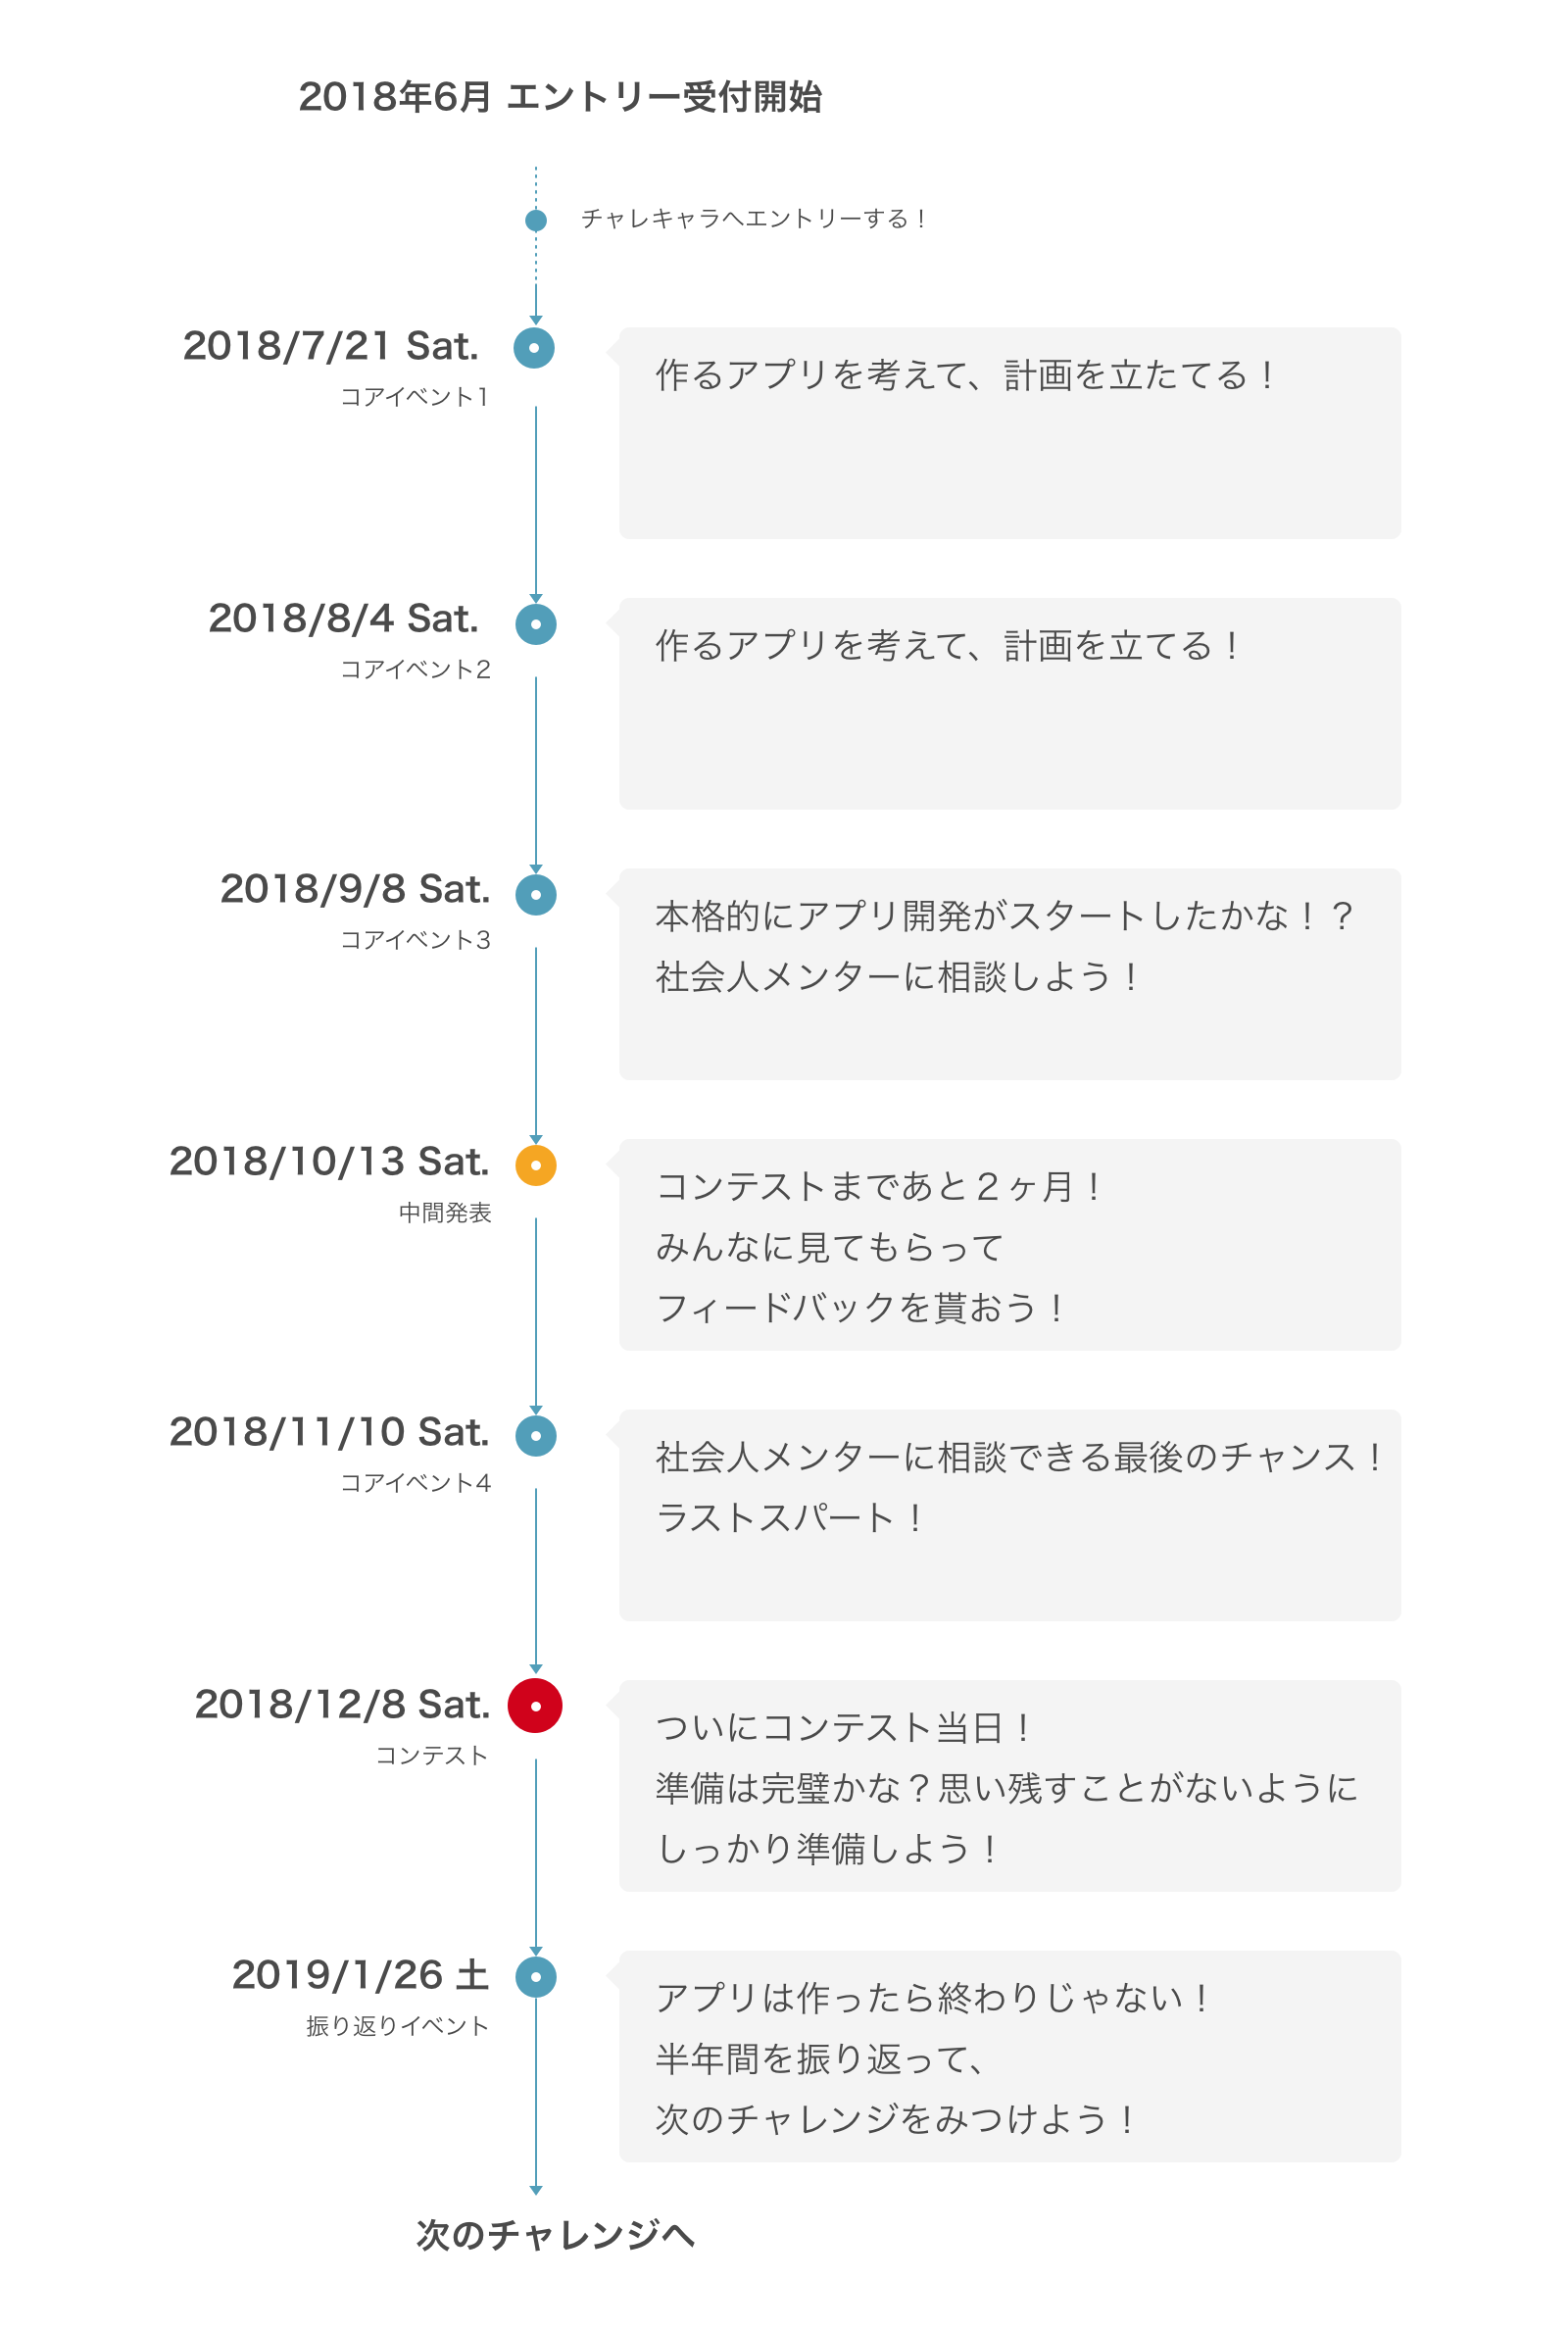 2018年6月 エントリー受付開始
チャレキャラへエントリーする！
2018/7/21 Sat.
コアイベント1
作るアプリを考えて、計画を立たてる！
2018/8/4 Sat.
コアイベント2
作るアプリを考えて、計画を立てる！
2018/9/8 Sat.
コアイベント3
本格的にアプリ開発がスタートしたかな！？
社会人メンターに相談しよう！
2018/10/13 Sat.
中間発表
コンテストまであと２ヶ月！
みんなに見てもらって
フィードバックを貰おう！
2018/11/10 Sat.
コアイベント4
社会人メンターに相談できる最後のチャンス！
ラストスパート！
2018/12/8 Sat.
コンテスト
ついにコンテスト当日！
準備は完璧かな？思い残すことがないように
しっかり準備しよう！
2019/1/26 土
振り返りイベント
アプリは作ったら終わりじゃない！
半年間を振り返って、
次のチャレンジをみつけよう！
次のチャレンジへ